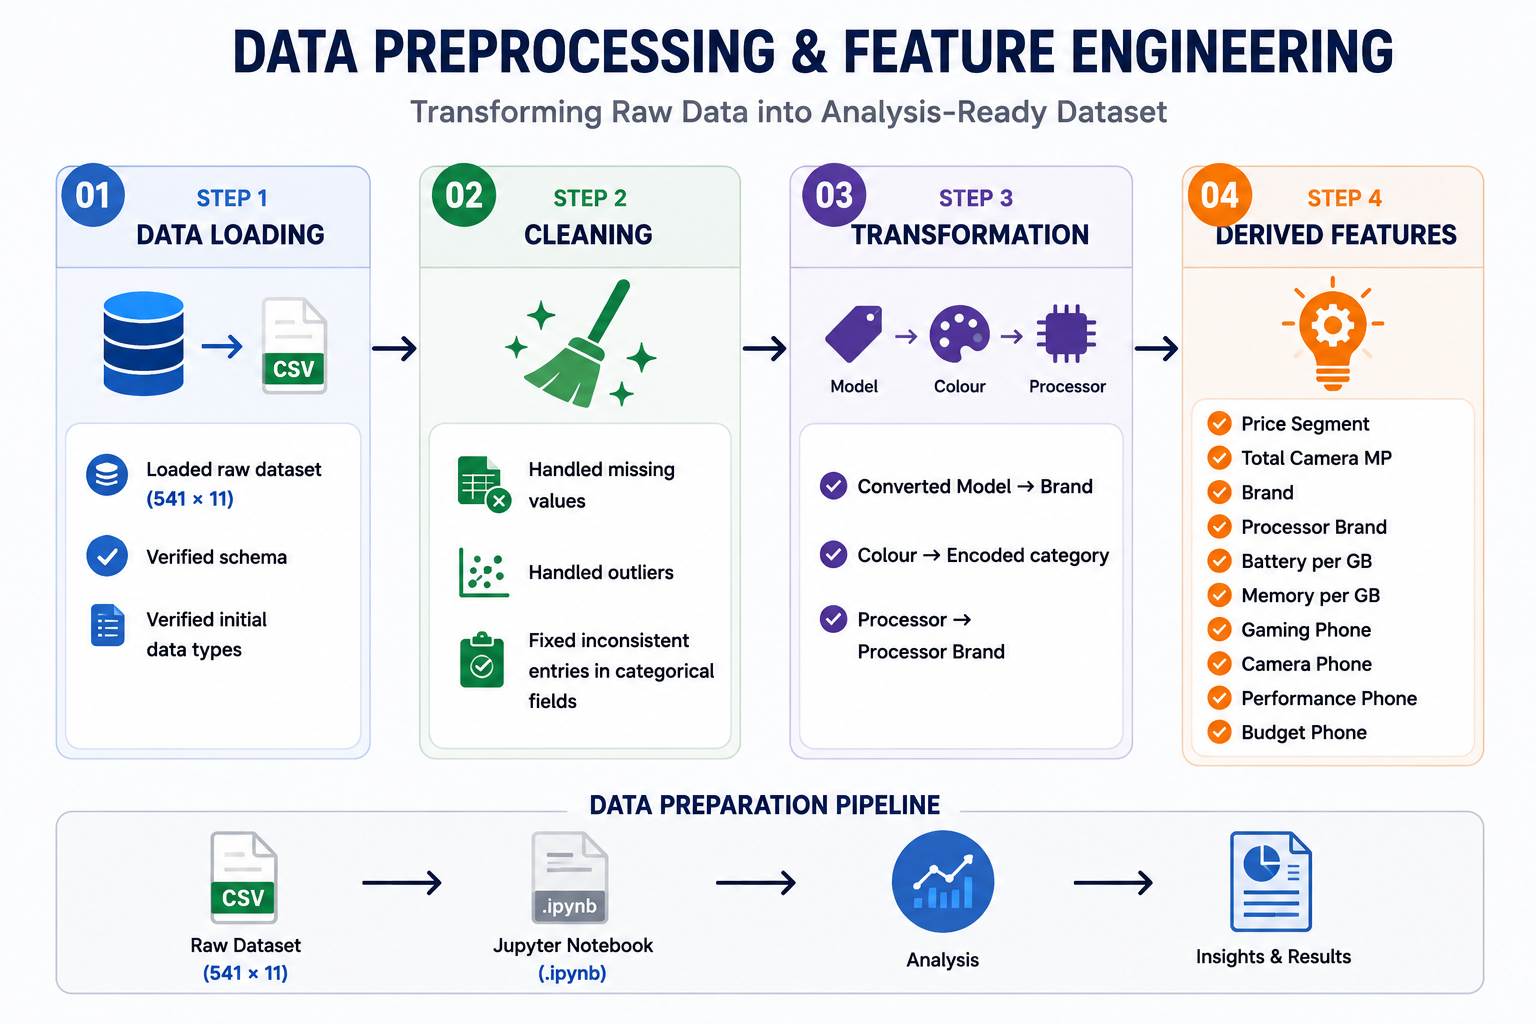 DATA PREPROCESSING & FEATURE ENGINEERING
Transforming Raw Data into Analysis-Ready Dataset
01
STEP 1
DATA LOADING
CSV
Loaded raw dataset
(541 × 11)
Verified schema
Verified initial
data types
02
STEP 2
CLEANING
Handled missing
values
Handled outliers
Fixed inconsistent
entries in categorical
fields
03
STEP 3
TRANSFORMATION
Model
Colour
Processor
Converted Model → Brand
Colour → Encoded category
Processor →
Processor Brand
04
STEP 4
DERIVED FEATURES
Price Segment
Total Camera MP
Brand
Processor Brand
Battery per GB
Memory per GB
Gaming Phone
Camera Phone
Performance Phone
Budget Phone
DATA PREPARATION PIPELINE
CSV
Raw Dataset
(541 × 11)
.ipynb
Jupyter Notebook
(.ipynb)
Analysis
Insights & Results